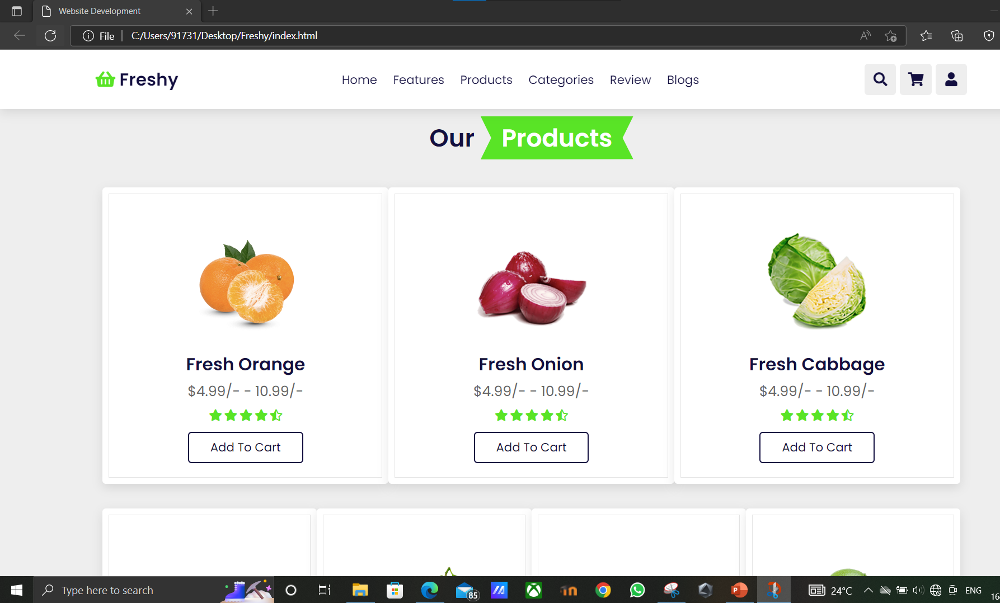 Website Development
File C:/Users/91731/Desktop/Freshy/index.html
Freshy Home Features Products Categories Review Blogs
Our Products
Fresh Orange Fresh Onion Fresh Cabbage
$4.99/- - 10.99/- $4.99/- - 10.99/- $4.99/- - 10.99/-
Add To Cart Add To Cart Add To Cart
Type here to search 85 P 24°C ENG 16